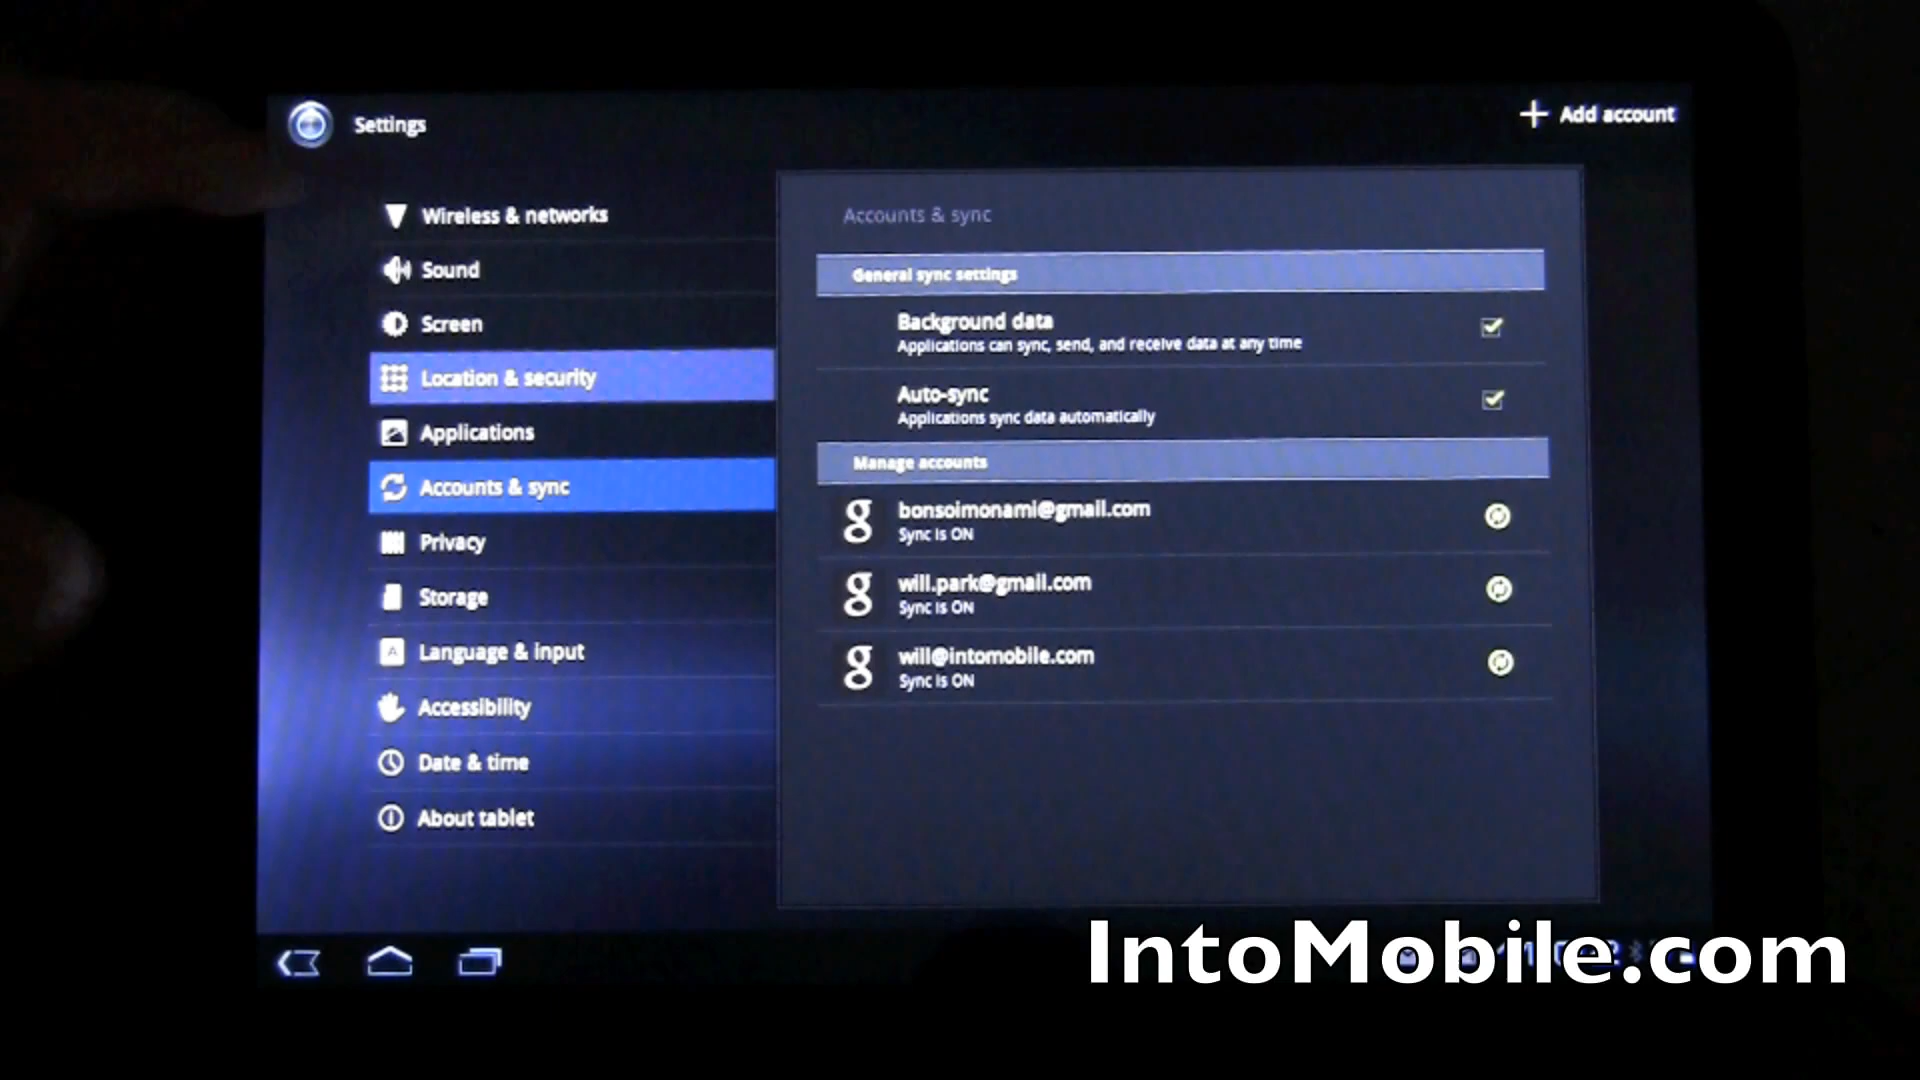 Settings
Add account
Wireless & networks
Sound
Screen
Location & security
Applications
Accounts & sync
Privacy
Storage
Language & input
Accessibility
Date & time
About tablet
Accounts & sync
General sync settings
Background data
Applications can sync, send, and receive data at any time
Auto-sync
Applications sync data automatically
Manage accounts
bonsoimonami@gmail.com
Sync is ON
will.park@gmail.com
Sync is ON
will@intomobile.com
Sync is ON
IntoMobile.com